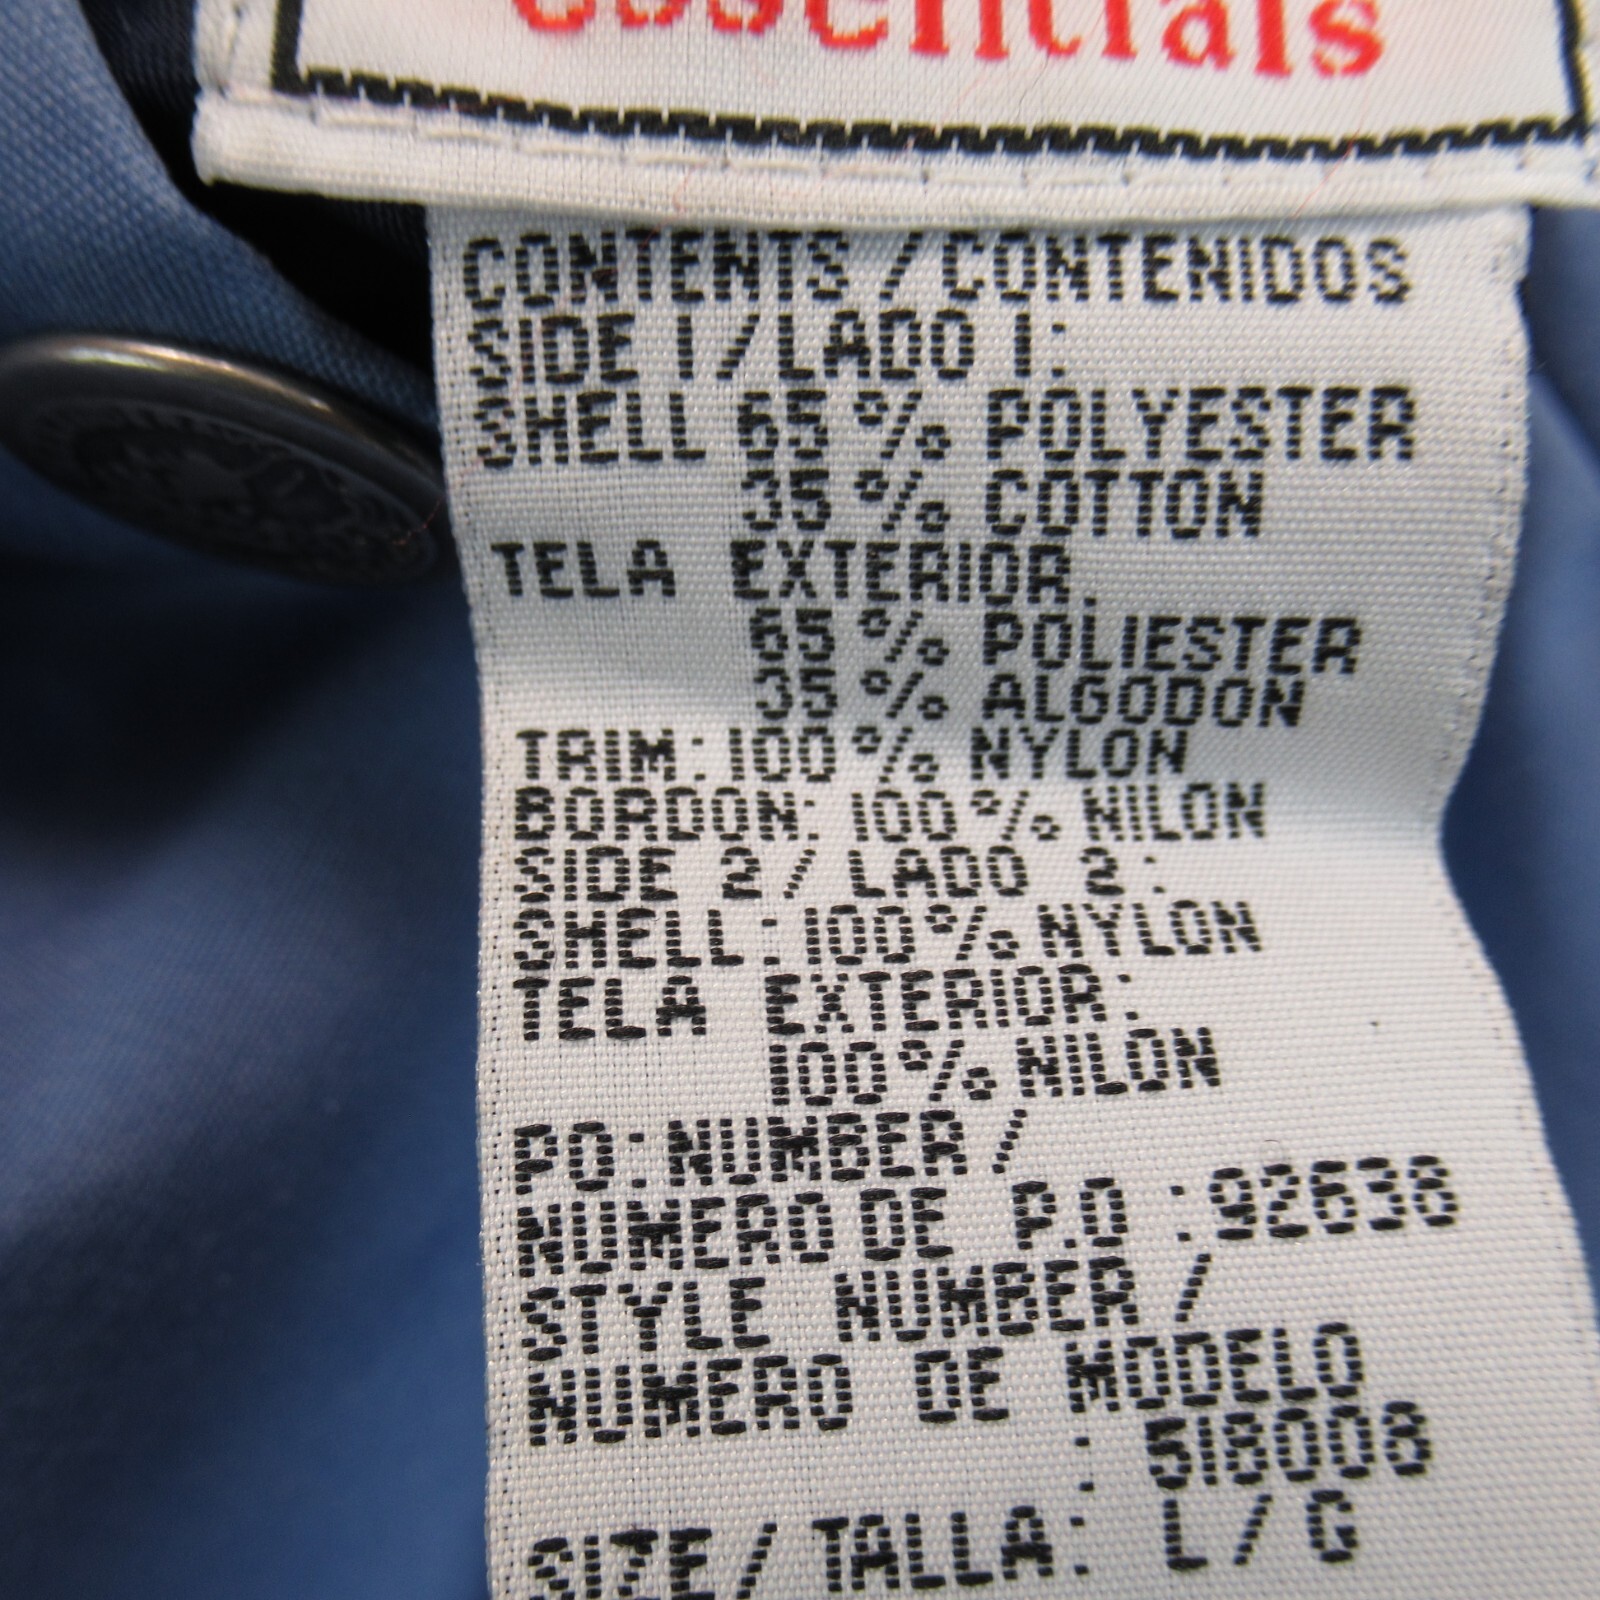 essentials
CONTENTS / CONTENIDOS
SIDE 1 / LADO 1:
SHELL 65 % POLYESTER
35 % COTTON
TELA EXTERIOR.
65 % POLIESTER
35 % ALGODON
TRIM: 100 % NYLON
BORDON: 100 % NILON
SIDE 2 / LADO 2:
SHELL: 100 % NYLON
TELA EXTERIOR:
100 % NILON
PO: NUMBER /
NUMERO DE P.O : 92638
STYLE NUMBER /
NUMERO DE MODELO
: 518008
SIZE / TALLA: L / G